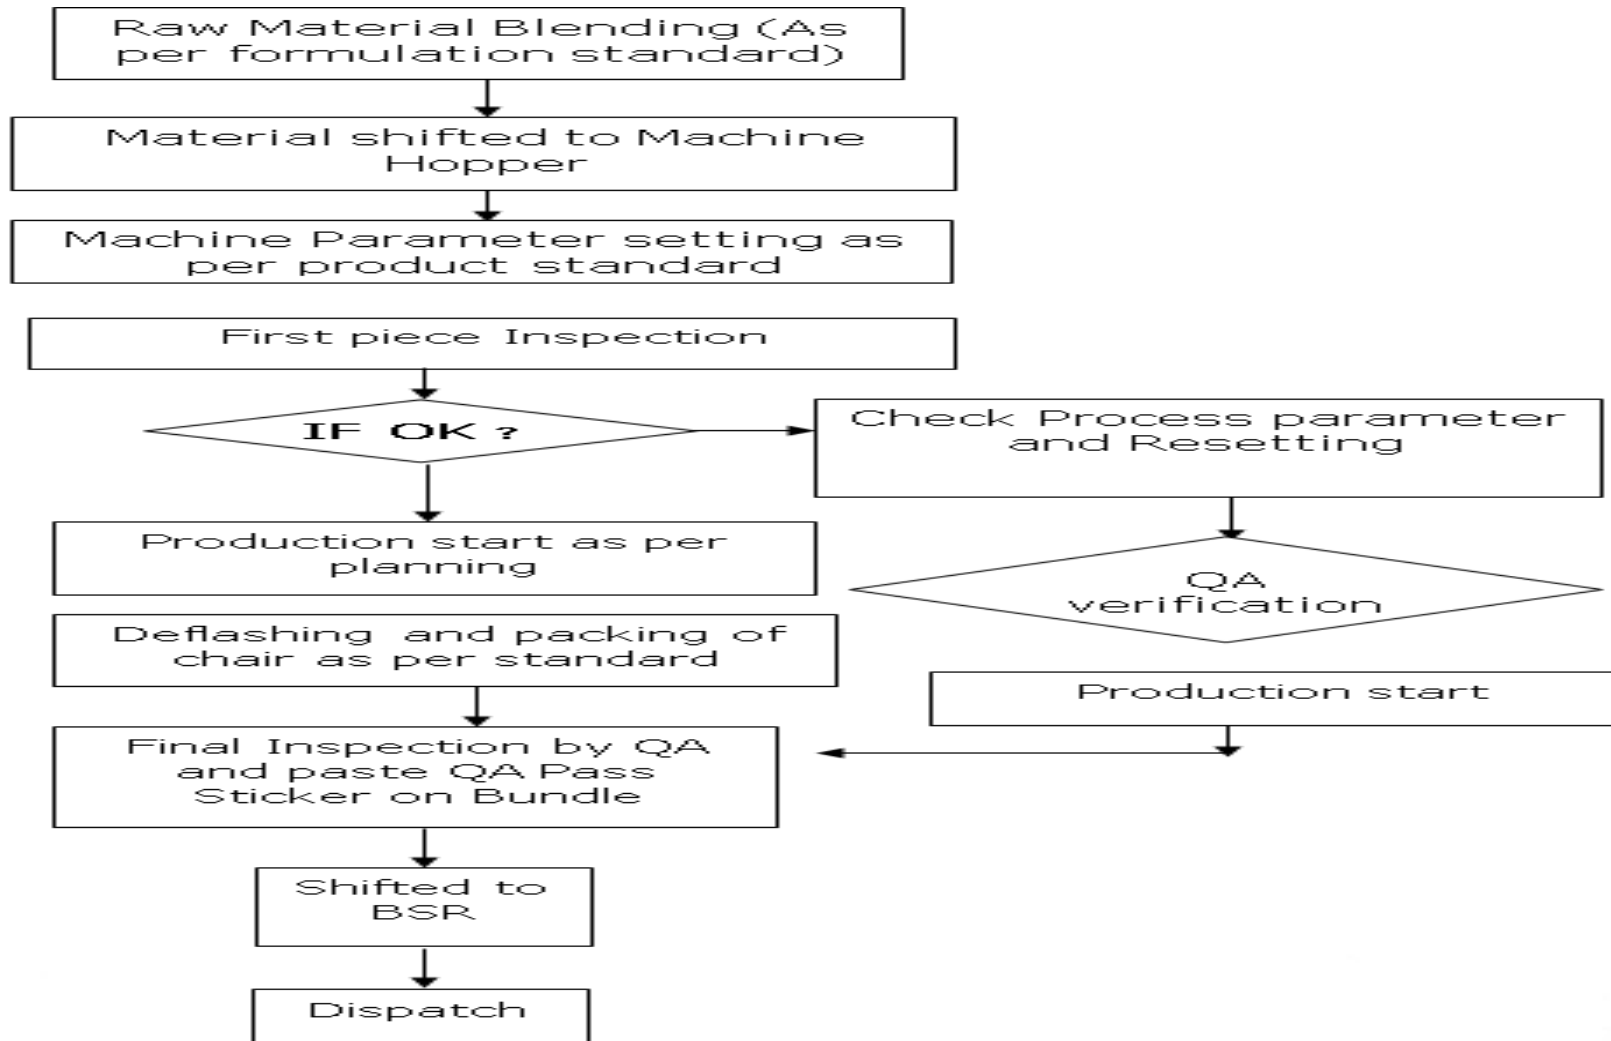 Raw Material Blending (As
per formulation standard)
Material shifted to Machine
Hopper
Machine Parameter setting as
per product standard
First piece Inspection
IF OK ?
Check Process parameter
and Resetting
Production start as per
planning
QA
verification
Deflashing and packing of
chair as per standard
Production start
Final Inspection by QA
and paste QA Pass
Sticker on Bundle
Shifted to
BSR
Dispatch